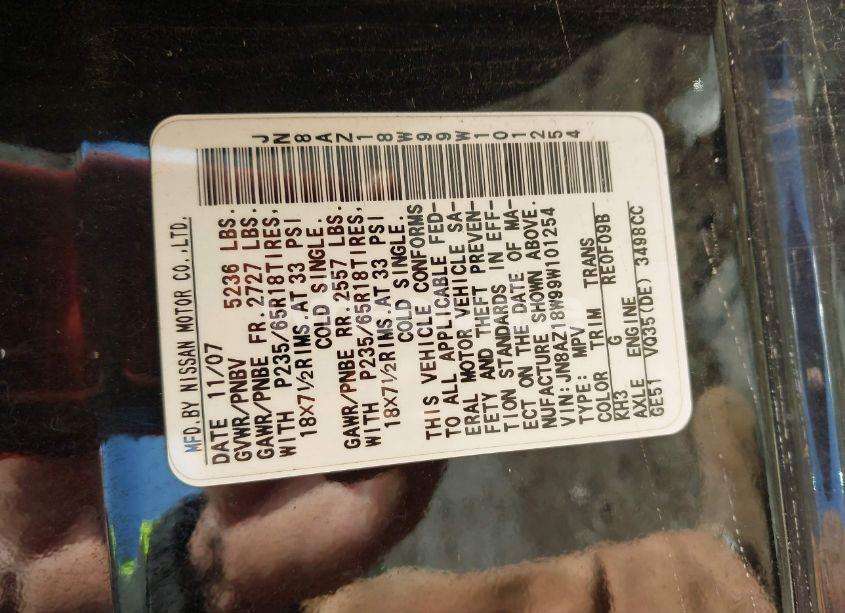 JN8AZ18W99W101254
MFD.BY NISSAN MOTOR CO.,LTD.
DATE 11/07
GVWR/PNBV 5236 LBS.
GAWR/PNBE FR.2727 LBS.
WITH P235/65R18TIRES,
18×7½RIMS.AT 33 PSI
COLD SINGLE.
GAWR/PNBE RR.2557 LBS.
WITH P235/65R18TIRES,
18×7½RIMS.AT 33 PSI
COLD SINGLE.
THIS VEHICLE CONFORMS
TO ALL APPLICABLE FED-
ERAL MOTOR VEHICLE SA-
FETY AND THEFT PREVEN-
TION STANDARDS IN EFF-
ECT ON THE DATE OF MA-
NUFACTURE SHOWN ABOVE.
VIN:JN8AZ18W99W101254
TYPE: MPV
COLOR TRIM TRANS
KH3 G RE0F09B
AXLE ENGINE
GE51 VQ35(DE) 3498CC